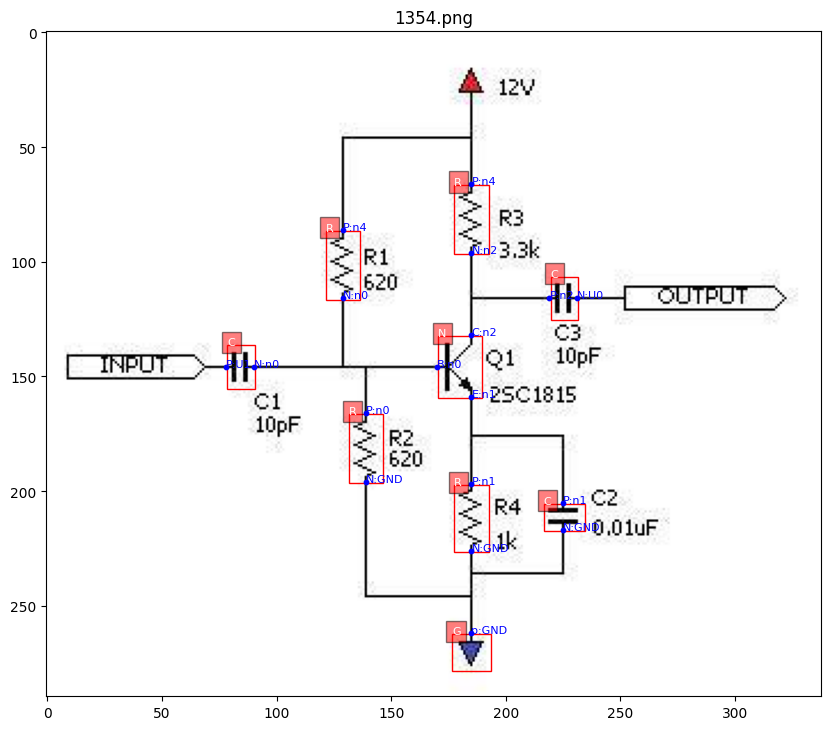 1354.png
0
50
100
150
200
250
0
50
100
150
200
250
300
12V
R
P:n4
R3
3.3k
N:n2
R
P:n4
R1
620
N:n0
C
N:U0
OUTPUT
C3
10pF
N
C:n2
Q1
2SC1815
E:n1
INPUT
C
N:n0
C1
10pF
R
P:n0
R2
620
N:GND
R
P:n1
R4
1k
N:GND
C
P:n1
C2
0.01uF
N:GND
G
p:GND